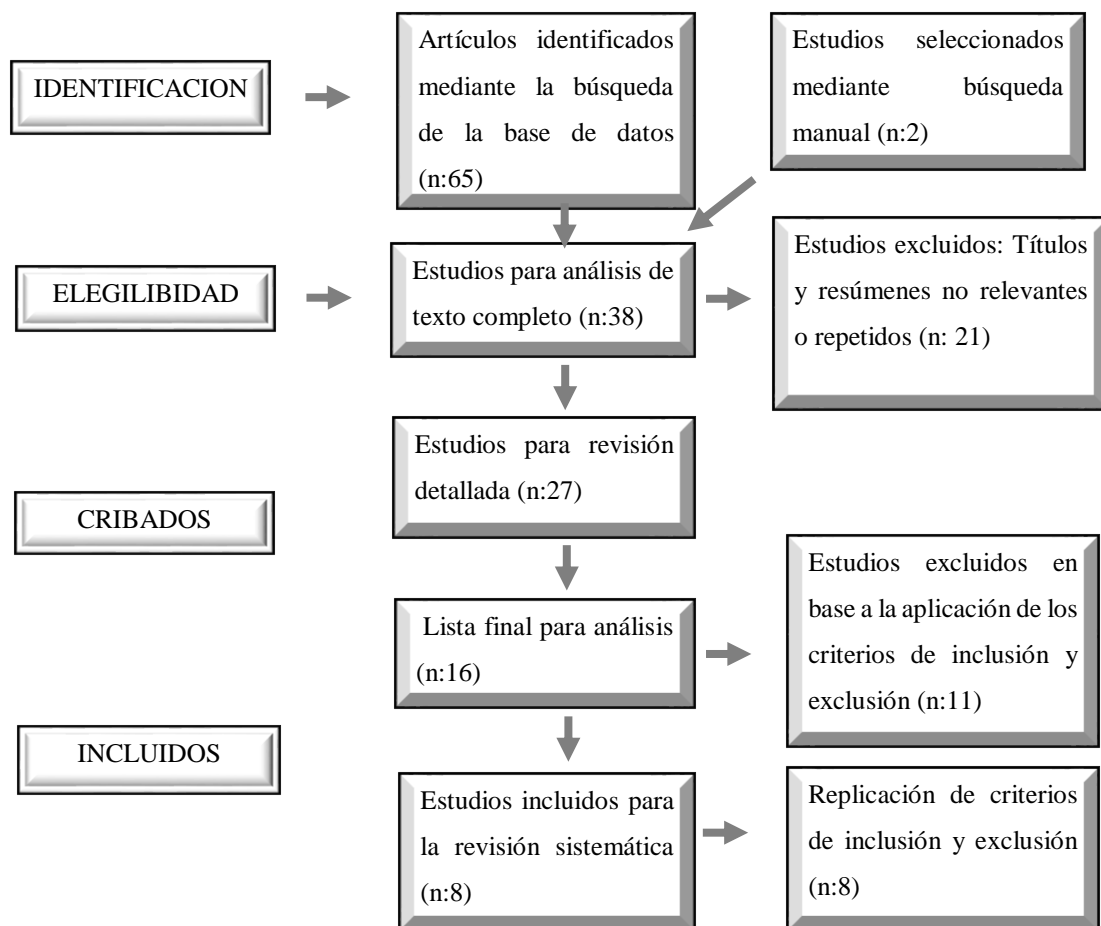 IDENTIFICACION
Artículos identificados
mediante la búsqueda
de la base de datos
(n:65)
Estudios seleccionados
mediante búsqueda
manual (n:2)
ELEGILIBIDAD
Estudios para análisis de
texto completo (n:38)
Estudios excluidos: Títulos
y resúmenes no relevantes
o repetidos (n: 21)
CRIBADOS
Estudios para revisión
detallada (n:27)
Lista final para análisis
(n:16)
Estudios excluidos en
base a la aplicación de los
criterios de inclusión y
exclusión (n:11)
INCLUIDOS
Estudios incluidos para
la revisión sistemática
(n:8)
Replicación de criterios
de inclusión y exclusión
(n:8)